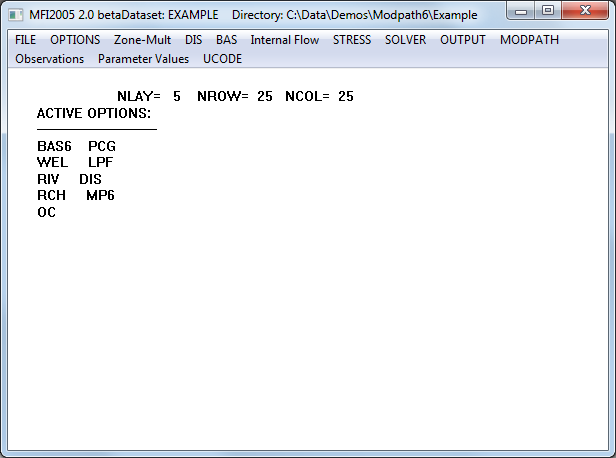 MFI2005 2.0 betaDataset: EXAMPLE    Directory: C:\Data\Demos\Modpath6\Example
FILE OPTIONS Zone-Mult DIS BAS Internal Flow STRESS SOLVER OUTPUT MODPATH
Observations Parameter Values UCODE
NLAY= 5 NROW= 25 NCOL= 25
ACTIVE OPTIONS:
BAS6 PCG
WEL LPF
RIV DIS
RCH MP6
OC